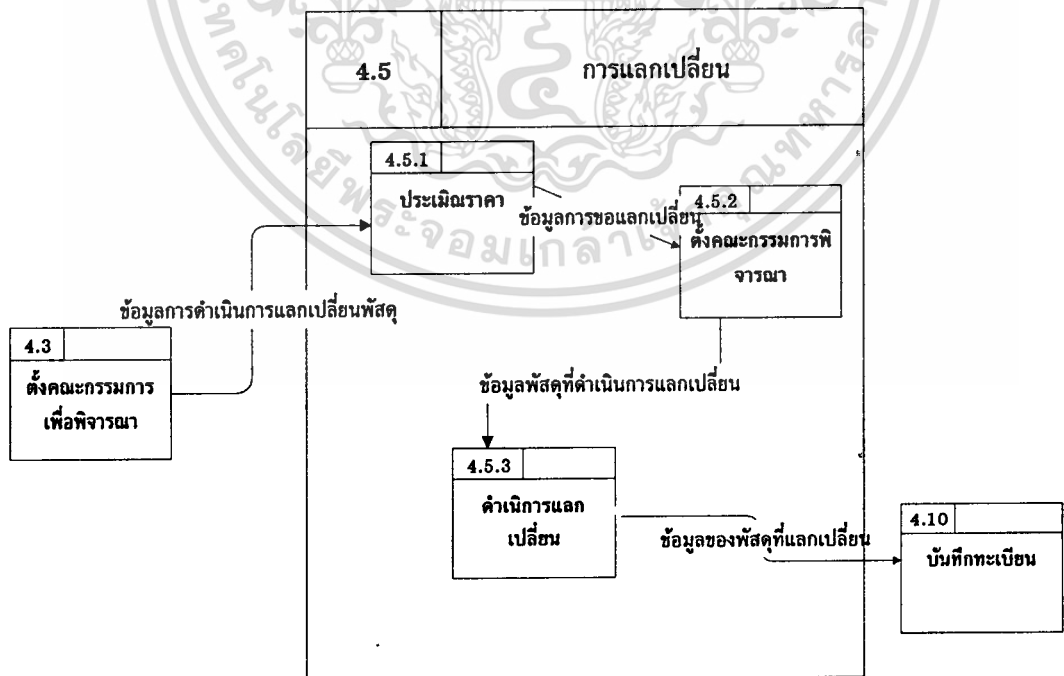 4.5
การแลกเปลี่ยน
4.5.1
ประเมิณราคา
ข้อมูลการขอแลกเปลี่ยน
4.5.2
ตั้งคณะกรรมการพิ
จารณา
ข้อมูลการดำเนินการแลกเปลี่ยนพัสดุ
4.3
ตั้งคณะกรรมการ
เพื่อพิจารณา
ข้อมูลพัสดุที่ดำเนินการแลกเปลี่ยน
4.5.3
ดำเนิการแลก
เปลี่ยน
ข้อมูลของพัสดุที่แลกเปลี่ยน
4.10
บันทึกทะเบียน